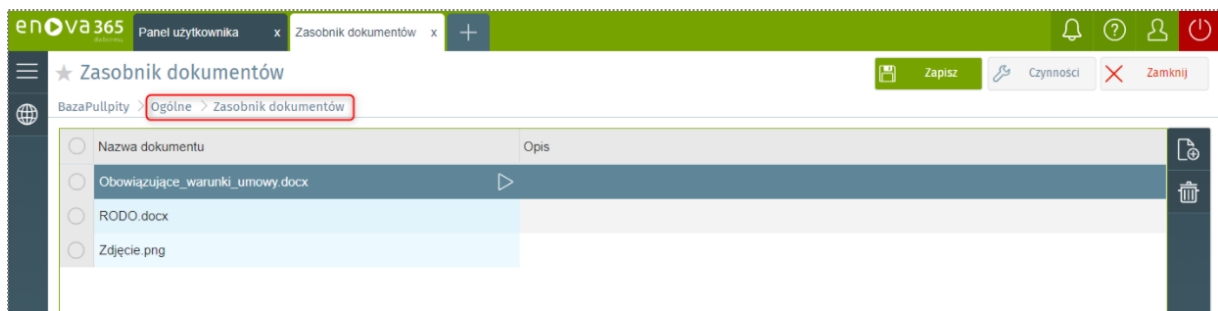 enova365
Panel użytkownika x Zasobnik dokumentów x
Zasobnik dokumentów
Zapisz Czynności Zamknij
BazaPullpity > Ogólne > Zasobnik dokumentów
Nazwa dokumentu Opis
Obowiązujące_warunki_umowy.docx
RODO.docx
Zdjęcie.png